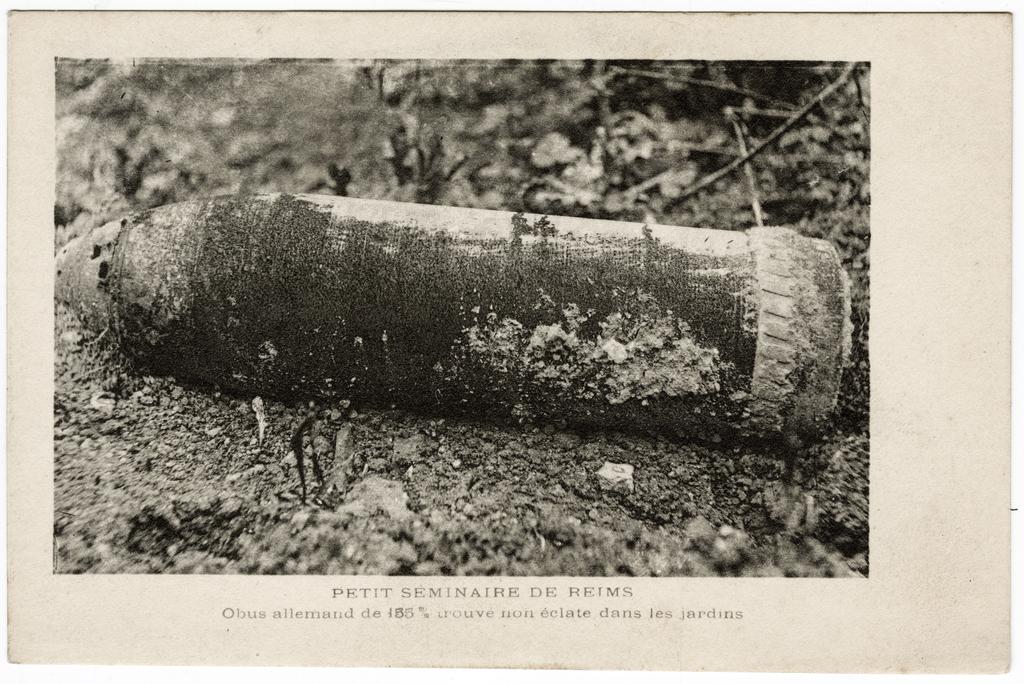 PETIT SÉMINAIRE DE REIMS
Obus allemand de 155 ‰ trouvé non éclaté dans les jardins